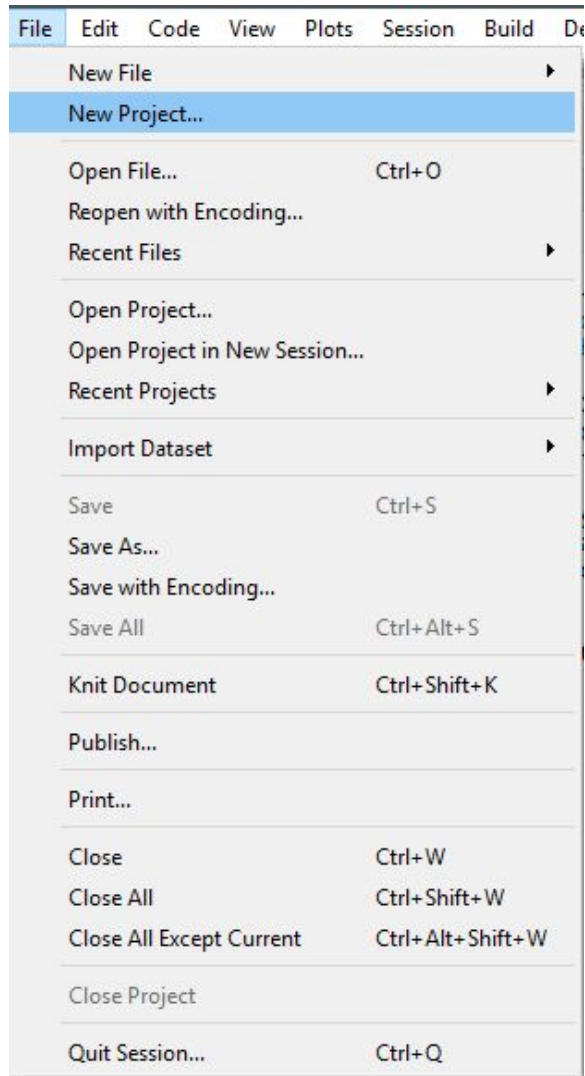 File Edit Code View Plots Session Build
New File
New Project...
Open File... Ctrl+O
Reopen with Encoding...
Recent Files
Open Project...
Open Project in New Session...
Recent Projects
Import Dataset
Save Ctrl+S
Save As...
Save with Encoding...
Save All Ctrl+Alt+S
Knit Document Ctrl+Shift+K
Publish...
Print...
Close Ctrl+W
Close All Ctrl+Shift+W
Close All Except Current Ctrl+Alt+Shift+W
Close Project
Quit Session... Ctrl+Q